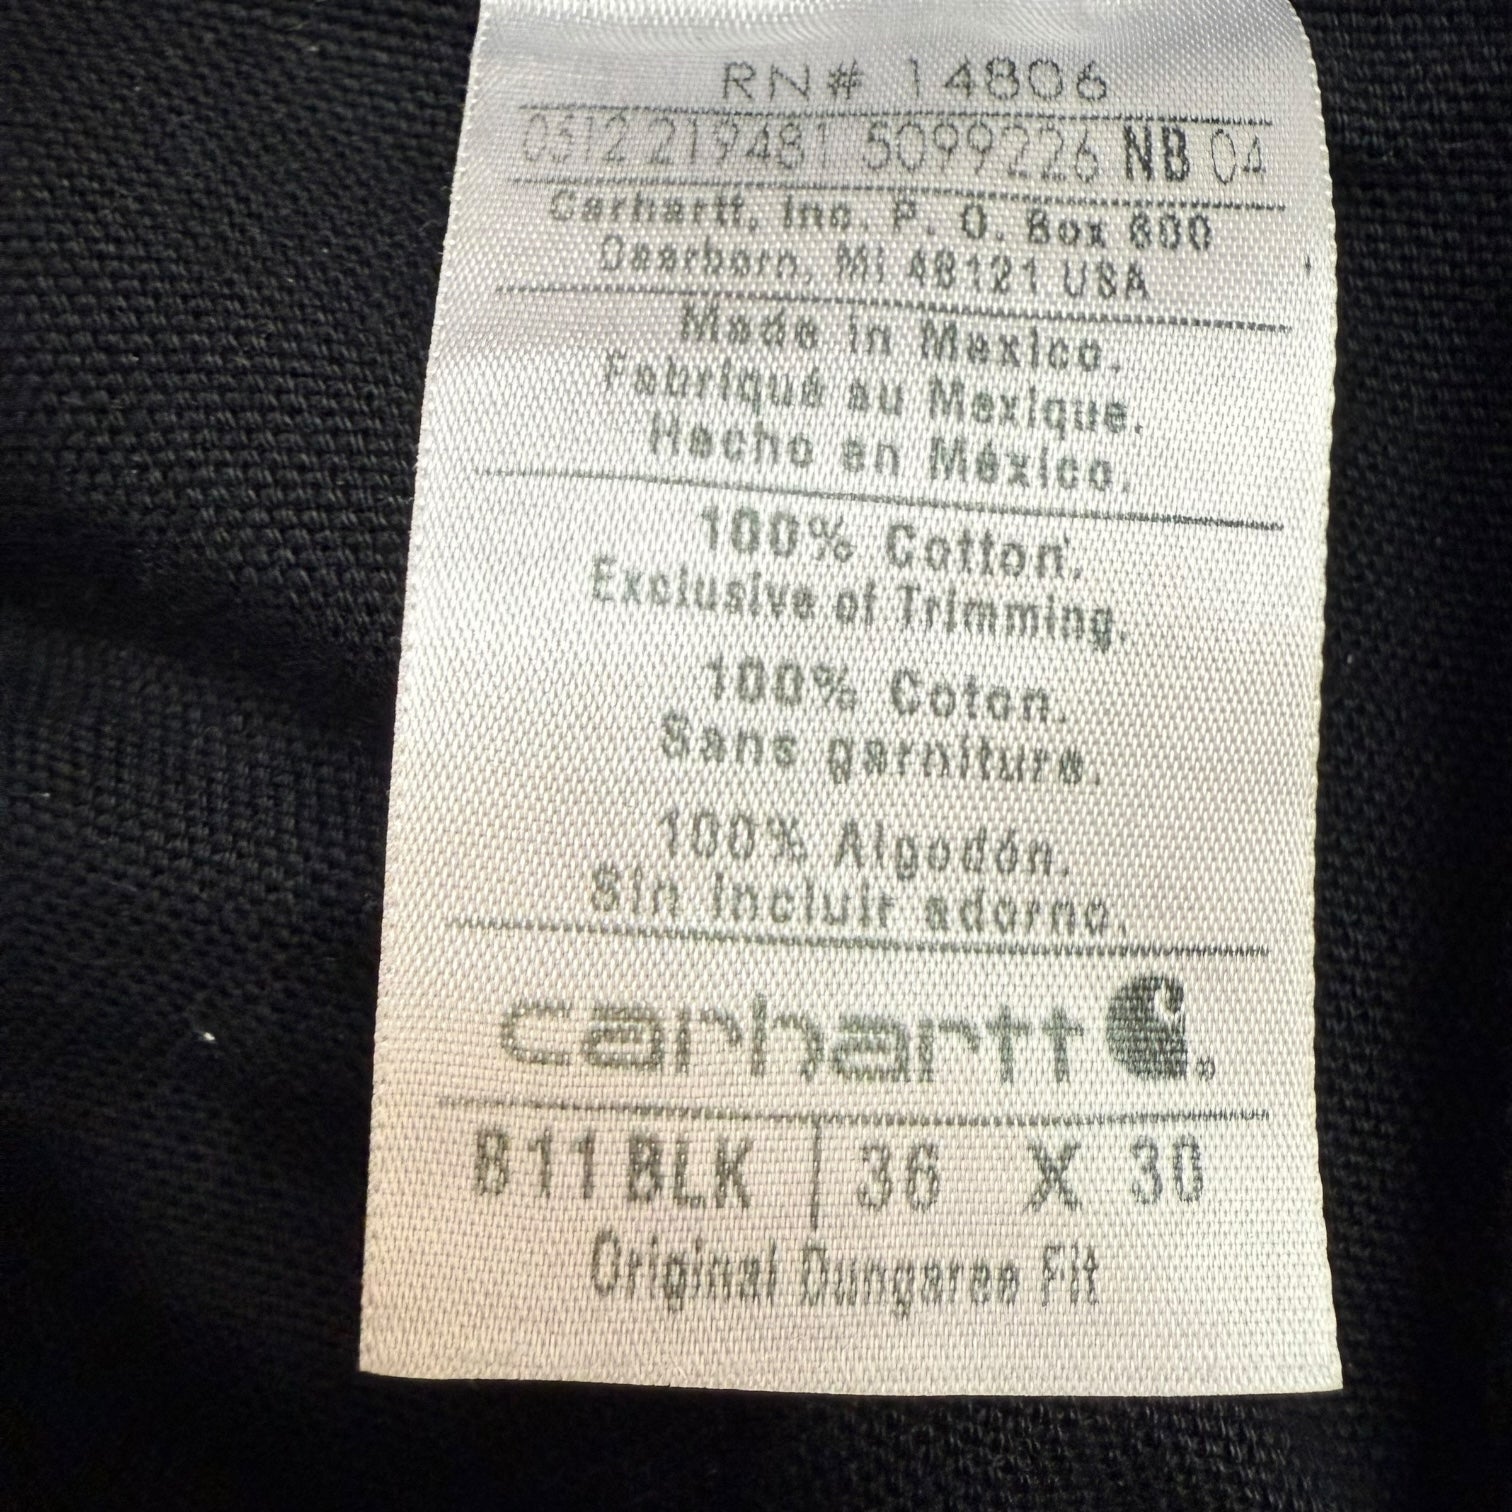 RN# 14806
0312 219481 5099226 NB 04
Carhartt, Inc. P. O. Box 600
Dearborn, MI 48121 USA
Made in Mexico.
Fabriqué au Mexique.
Hecho en México.
100% Cotton.
Exclusive of Trimming.
100% Coton.
Sans garniture.
100% Algodón.
Sin incluir adorno.
carhartt ®
B11BLK | 36 X 30
Original Dungaree Fit